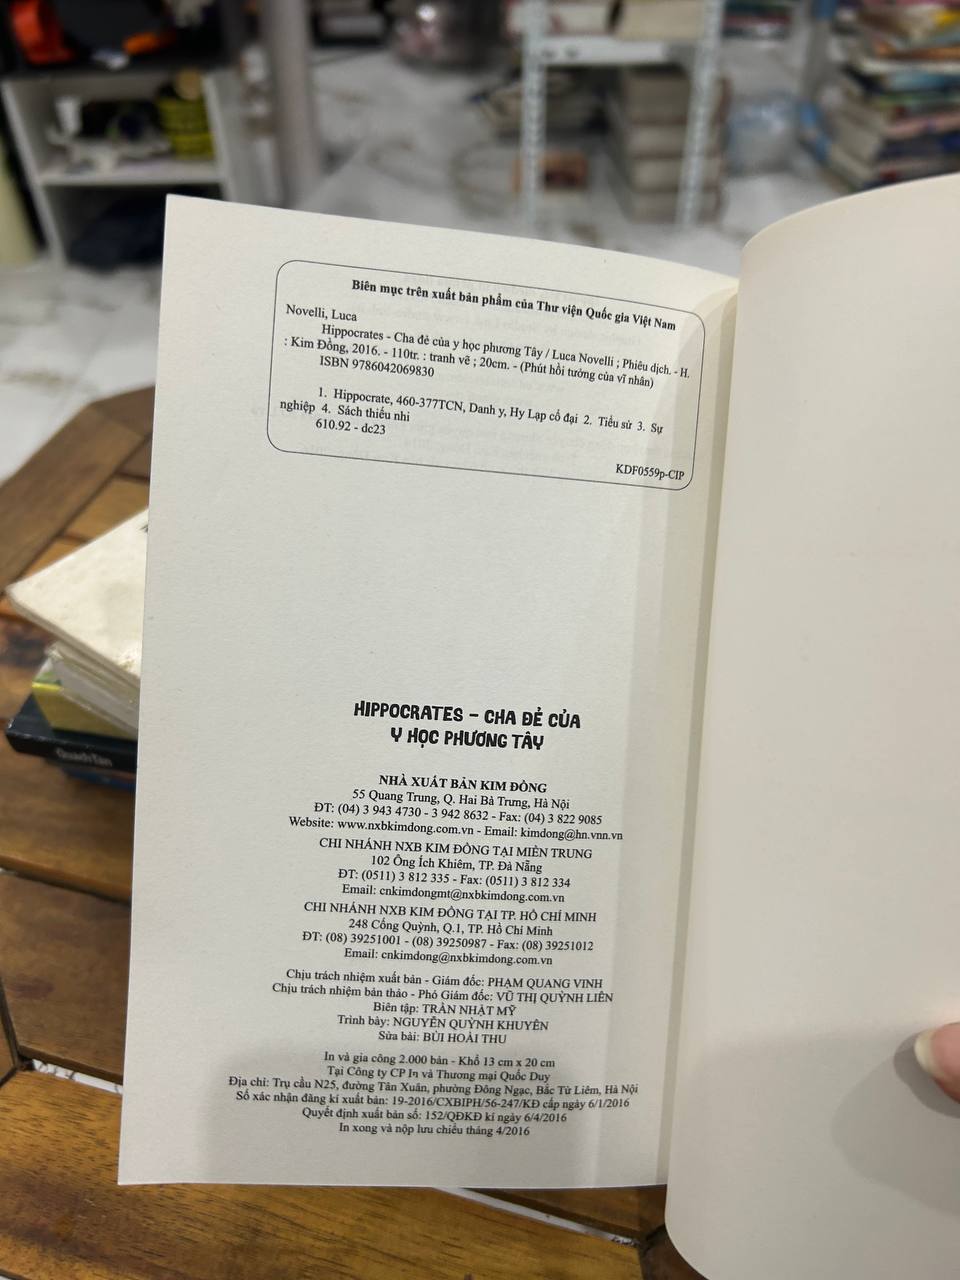 Biên mục trên xuất bản phẩm của Thư viện Quốc gia Việt Nam
Novelli, Luca
Hippocrates - Cha đẻ của y học phương Tây / Luca Novelli ; Phiêu dịch. - H.
: Kim Đồng, 2016. - 110tr. : tranh vẽ ; 20cm. - (Phút hồi tưởng của vĩ nhân)
ISBN 9786042069830
1. Hippocrate, 460-377TCN, Danh y, Hy Lạp cổ đại 2. Tiểu sử 3. Sự
nghiệp 4. Sách thiếu nhi
610.92 - dc23
KDF0559p-CIP
HIPPOCRATES – CHA ĐẺ CỦA
Y HỌC PHƯƠNG TÂY
NHÀ XUẤT BẢN KIM ĐỒNG
55 Quang Trung, Q. Hai Bà Trưng, Hà Nội
ĐT: (04) 3 943 4730 - 3 942 8632 - Fax: (04) 3 822 9085
Website: www.nxbkimdong.com.vn - Email: kimdong@hn.vnn.vn
CHI NHÁNH NXB KIM ĐỒNG TẠI MIỀN TRUNG
102 Ông Ích Khiêm, TP. Đà Nẵng
ĐT: (0511) 3 812 335 - Fax: (0511) 3 812 334
Email: cnkimdongmt@nxbkimdong.com.vn
CHI NHÁNH NXB KIM ĐỒNG TẠI TP. HỒ CHÍ MINH
248 Cống Quỳnh, Q.1, TP. Hồ Chí Minh
ĐT: (08) 39251001 - (08) 39250987 - Fax: (08) 39251012
Email: cnkimdong@nxbkimdong.com.vn
Chịu trách nhiệm xuất bản - Giám đốc: PHẠM QUANG VINH
Chịu trách nhiệm bản thảo - Phó Giám đốc: VŨ THỊ QUỲNH LIÊN
Biên tập: TRẦN NHẬT MỸ
Trình bày: NGUYỄN QUỲNH KHUYÊN
Sửa bài: BÙI HOÀI THU
In và gia công 2.000 bản - Khổ 13 cm x 20 cm
Tại Công ty CP In và Thương mại Quốc Duy
Địa chỉ: Trụ cầu N25, đường Tân Xuân, phường Đông Ngạc, Bắc Từ Liêm, Hà Nội
Số xác nhận đăng kí xuất bản: 19-2016/CXBIPH/56-247/KĐ cấp ngày 6/1/2016
Quyết định xuất bản số: 152/QĐKĐ kí ngày 6/4/2016
In xong và nộp lưu chiểu tháng 4/2016
QuachTan